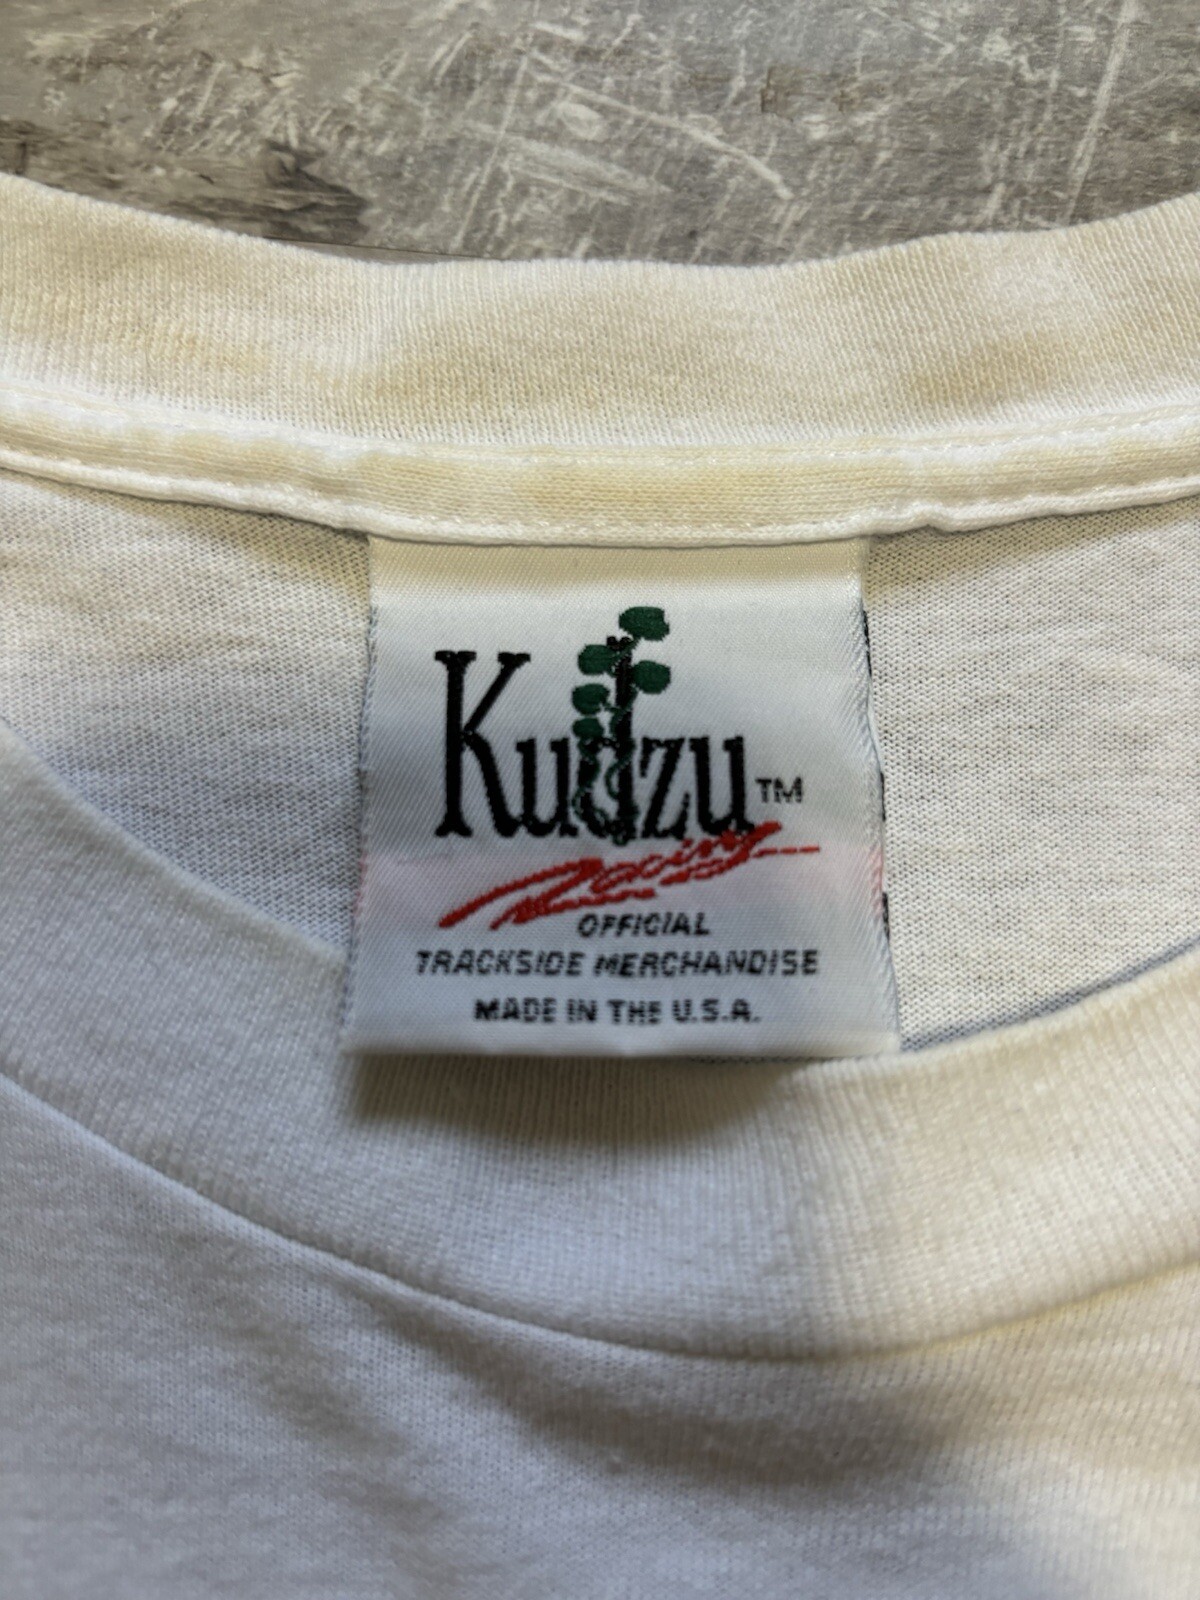 Kudzu™
Racing
OFFICIAL
TRACKSIDE MERCHANDISE
MADE IN THE U.S.A.